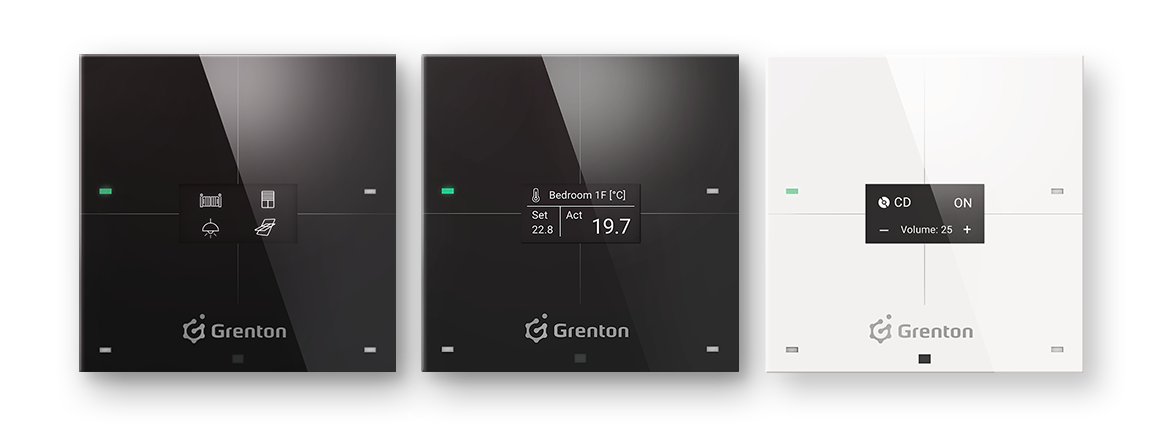 Grenton
Bedroom 1F [°C]
Set
22.8
Act
19.7
Grenton
CD ON
– Volume: 25 +
Grenton